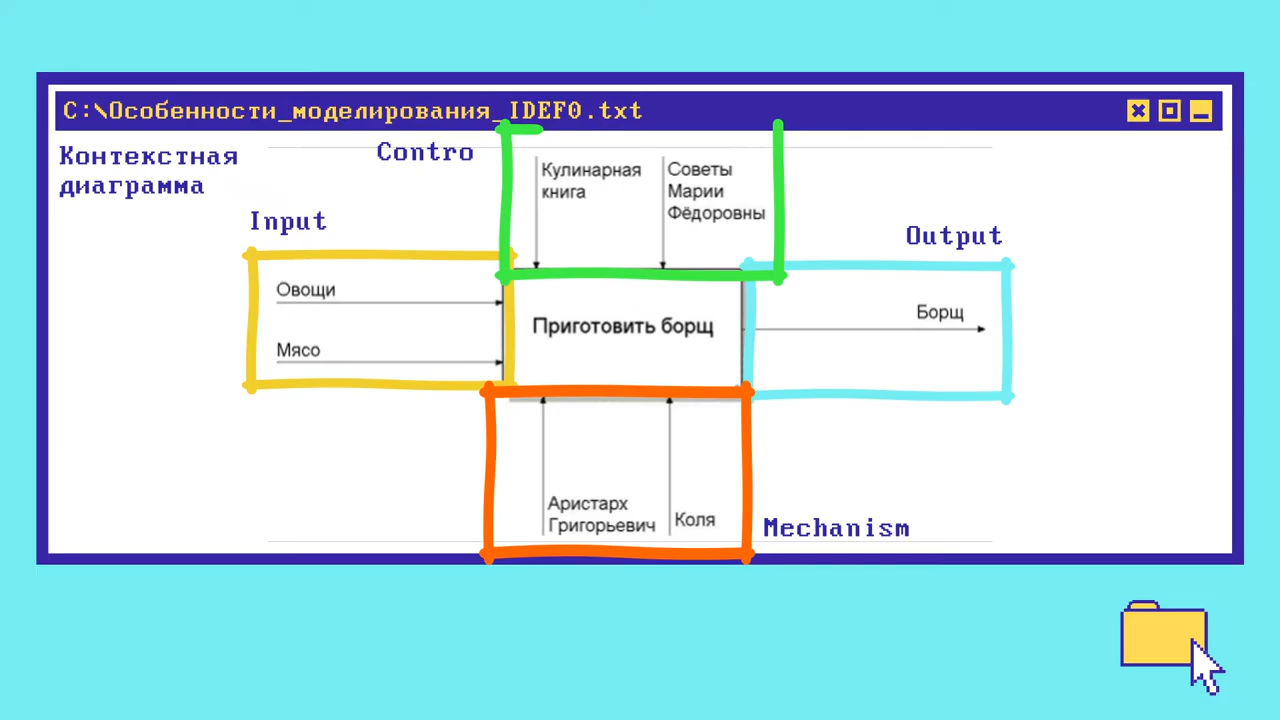 C:\Особенности_моделирования_IDEF0.txt
Контекстная
диаграмма
Contro
Кулинарная
книга
Советы
Марии
Фёдоровны
Input
Output
Овощи
Мясо
Приготовить борщ
Борщ
Аристарх
Григорьевич
Коля
Mechanism